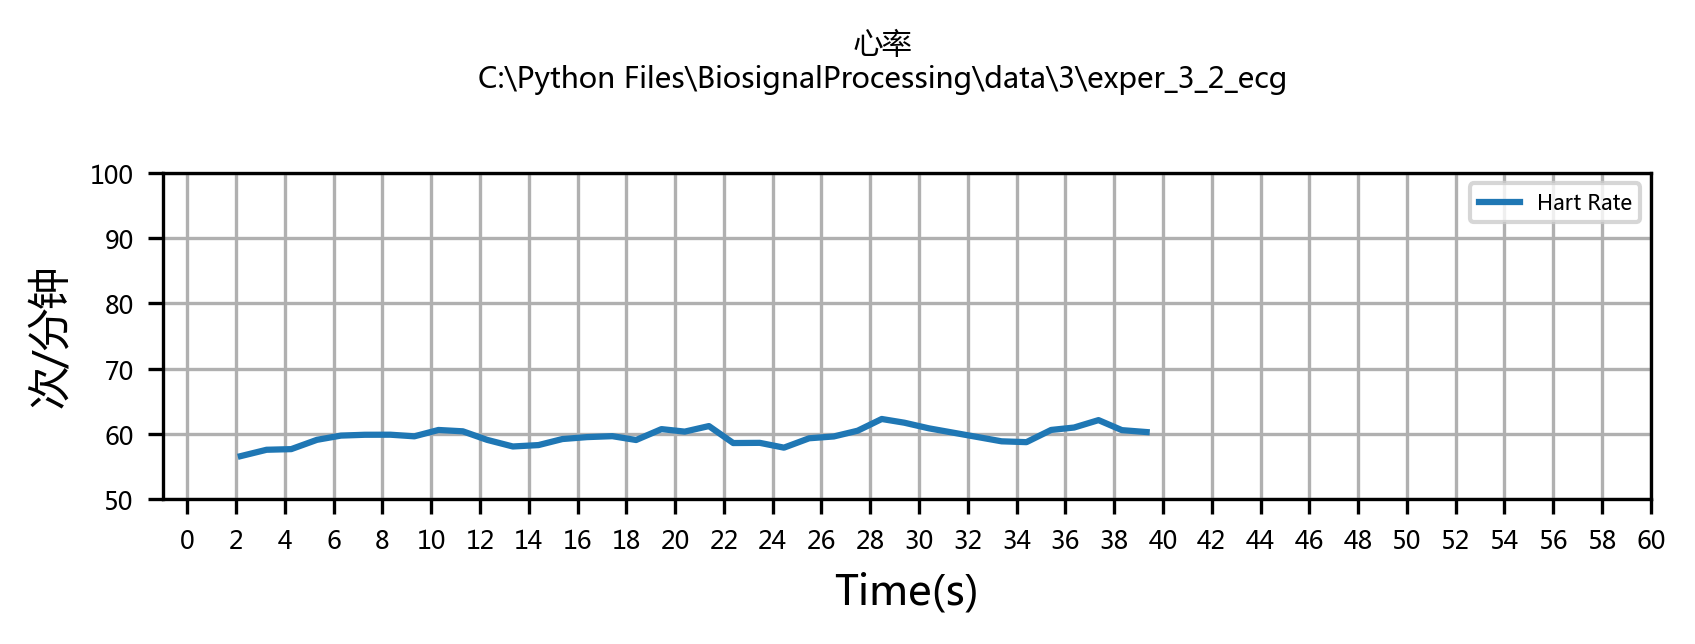 心率
C:\Python Files\BiosignalProcessing\data\3\exper_3_2_ecg
Hart Rate
次/分钟
100
90
80
70
60
50
0 2 4 6 8 10 12 14 16 18 20 22 24 26 28 30 32 34 36 38 40 42 44 46 48 50 52 54 56 58 60
Time(s)